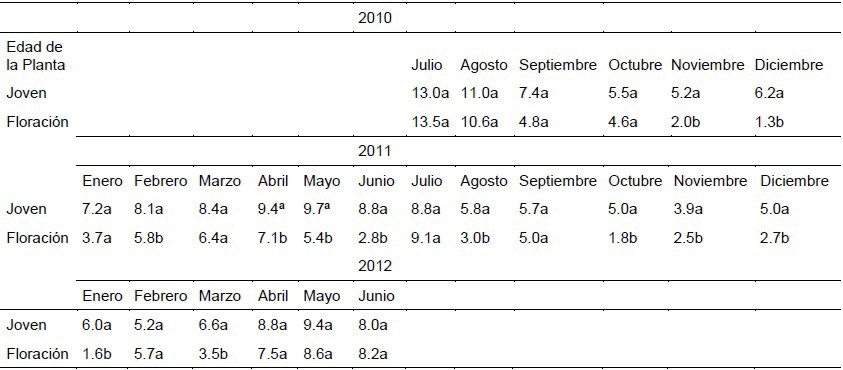 2010
Edad de
la Planta Julio Agosto Septiembre Octubre Noviembre Diciembre
Joven 13.0a 11.0a 7.4a 5.5a 5.2a 6.2a
Floración 13.5a 10.6a 4.8a 4.6a 2.0b 1.3b
2011
Enero Febrero Marzo Abril Mayo Junio Julio Agosto Septiembre Octubre Noviembre Diciembre
Joven 7.2a 8.1a 8.4a 9.4ª 9.7ª 8.8a 8.8a 5.8a 5.7a 5.0a 3.9a 5.0a
Floración 3.7a 5.8b 6.4a 7.1b 5.4b 2.8b 9.1a 3.0b 5.0a 1.8b 2.5b 2.7b
2012
Enero Febrero Marzo Abril Mayo Junio
Joven 6.0a 5.2a 6.6a 8.8a 9.4a 8.0a
Floración 1.6b 5.7a 3.5b 7.5a 8.6a 8.2a